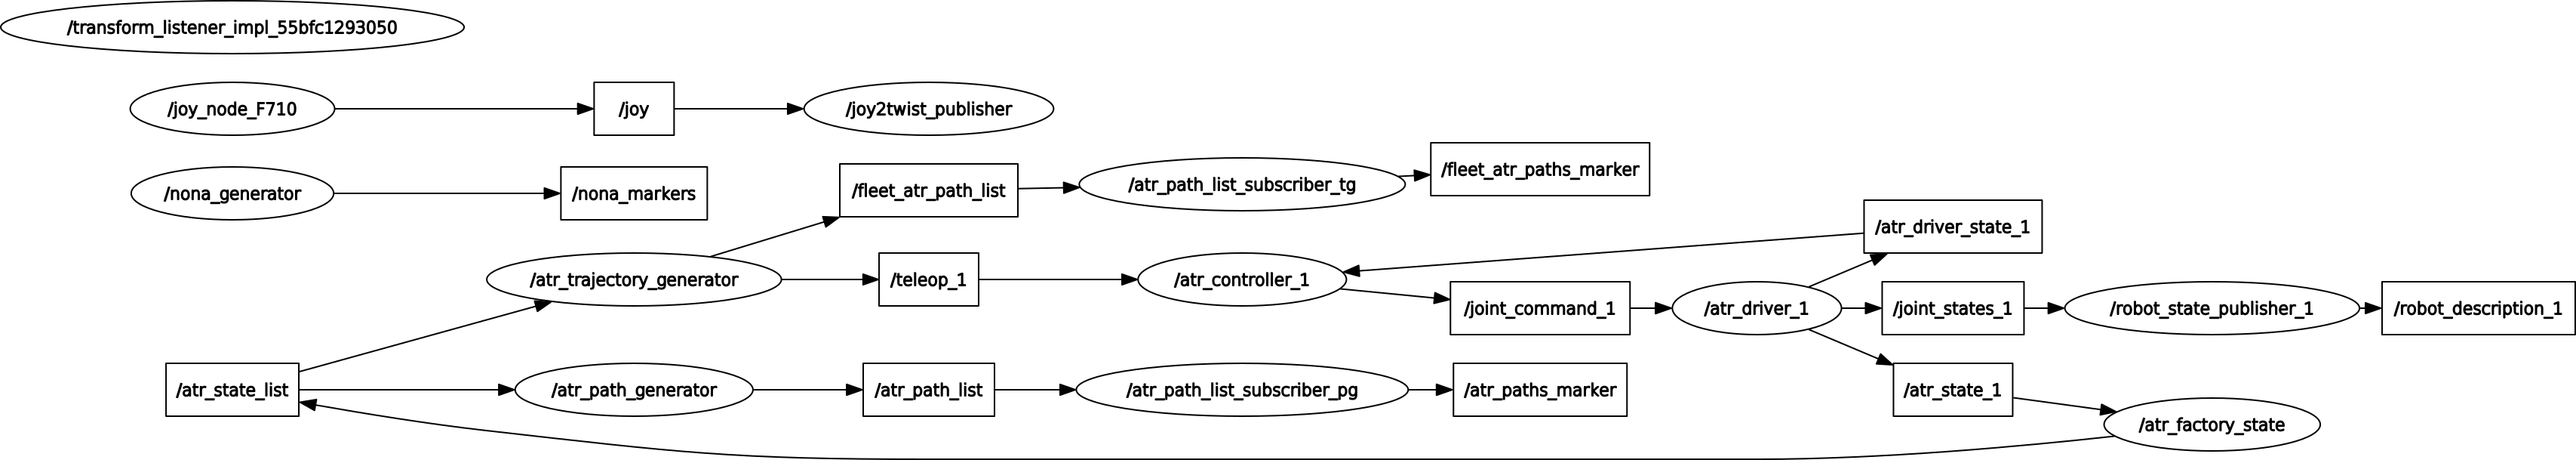 /transform_listener_impl_55bfc1293050
/joy_node_F710
/joy
/joy2twist_publisher
/nona_generator
/nona_markers
/fleet_atr_path_list
/atr_path_list_subscriber_tg
/fleet_atr_paths_marker
/atr_trajectory_generator
/teleop_1
/atr_controller_1
/atr_driver_state_1
/joint_command_1
/atr_driver_1
/joint_states_1
/robot_state_publisher_1
/robot_description_1
/atr_state_list
/atr_path_generator
/atr_path_list
/atr_path_list_subscriber_pg
/atr_paths_marker
/atr_state_1
/atr_factory_state